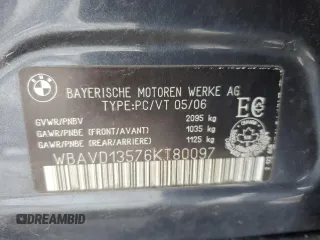 BMW
BAYERISCHE MOTOREN WERKE AG
TYPE:PC/VT 05/06
GVWR/PNBV 2095 kg
GAWR/PNBE (FRONT/AVANT) 1035 kg
GAWR/PNBE (REAR/ARRIERE) 1125 kg
WBAVD13576KT80097
DREAMBID